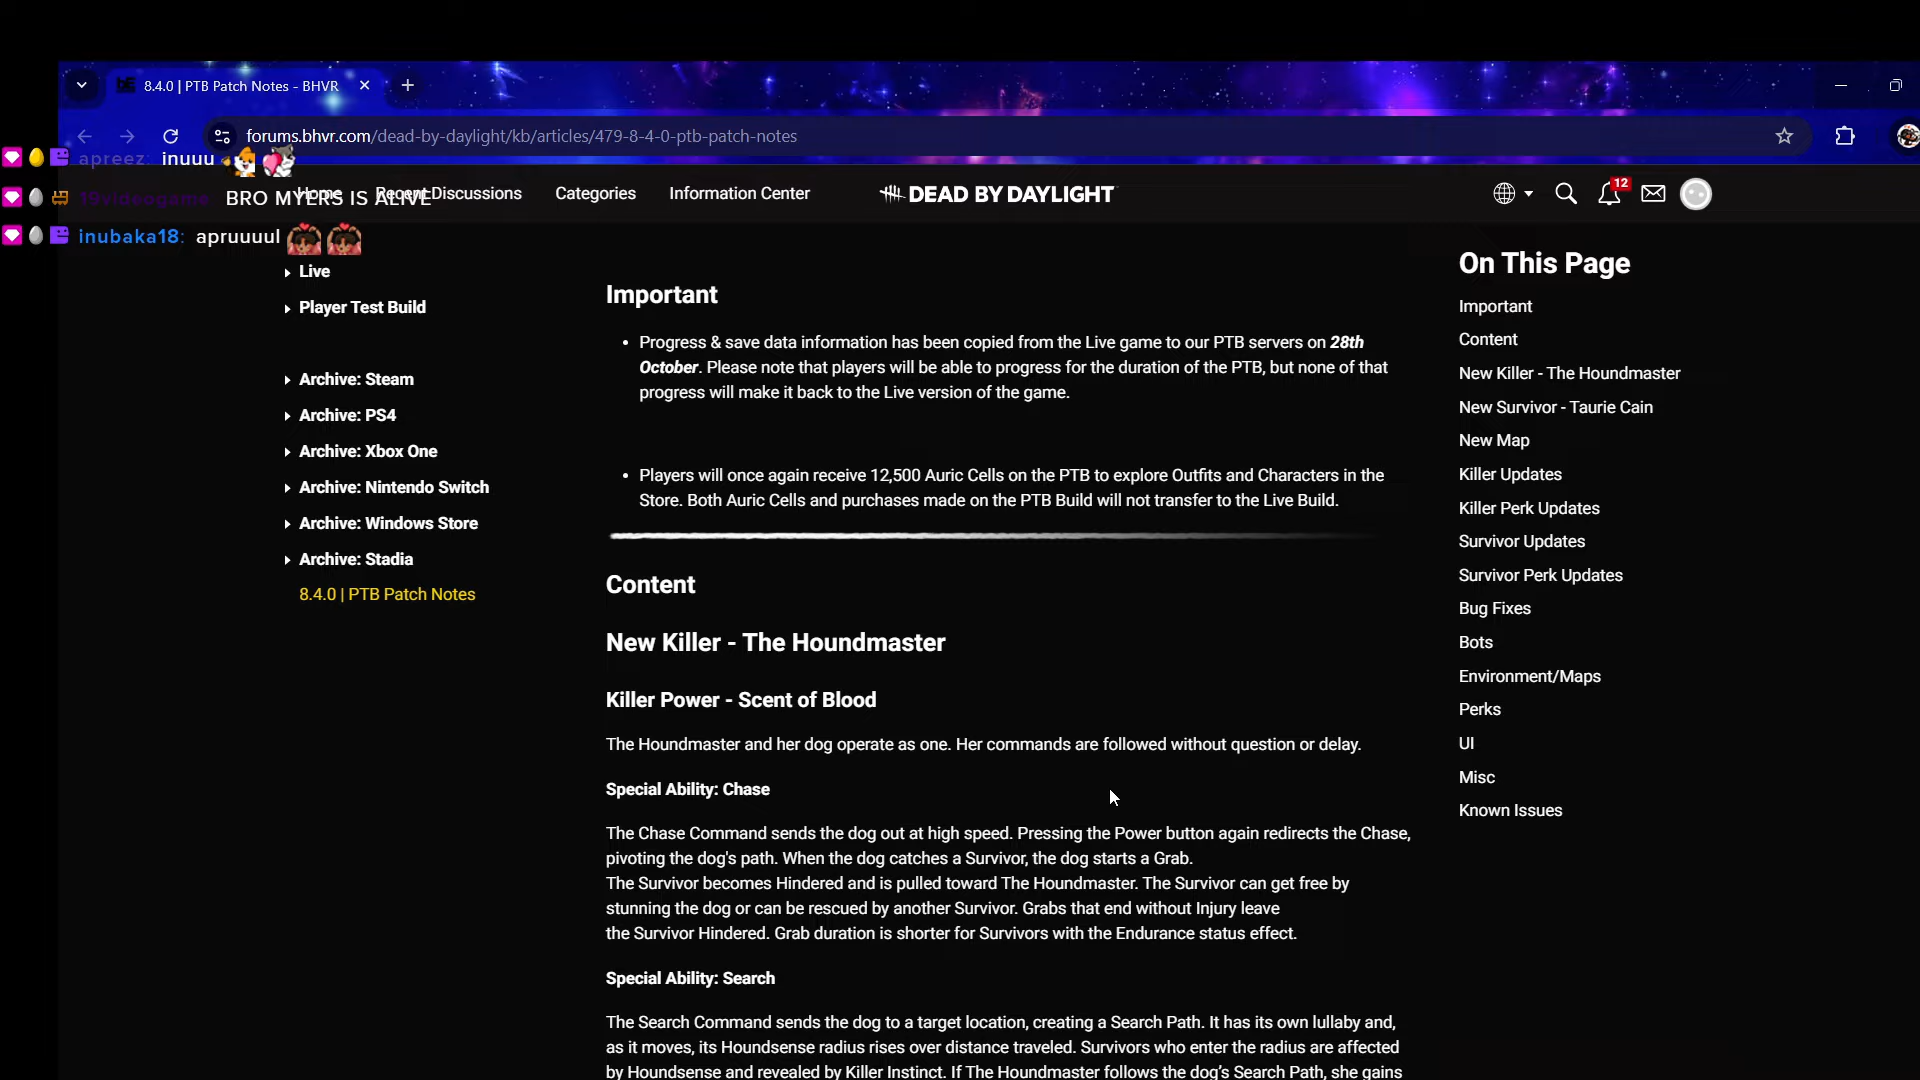 8.4.0 | PTB Patch Notes - BHVR
forums.bhvr.com/dead-by-daylight/kb/articles/479-8-4-0-ptb-patch-notes
apreez: inuuu
19videogame BRO MYERS IS ALIVE
inubaka18: apruuuul
Home Recent Discussions Categories Information Center
DEAD BY DAYLIGHT
12
Live
Player Test Build
Archive: Steam
Archive: PS4
Archive: Xbox One
Archive: Nintendo Switch
Archive: Windows Store
Archive: Stadia
8.4.0 | PTB Patch Notes
Important
• Progress & save data information has been copied from the Live game to our PTB servers on 28th
October. Please note that players will be able to progress for the duration of the PTB, but none of that
progress will make it back to the Live version of the game.
• Players will once again receive 12,500 Auric Cells on the PTB to explore Outfits and Characters in the
Store. Both Auric Cells and purchases made on the PTB Build will not transfer to the Live Build.
Content
New Killer - The Houndmaster
Killer Power - Scent of Blood
The Houndmaster and her dog operate as one. Her commands are followed without question or delay.
Special Ability: Chase
The Chase Command sends the dog out at high speed. Pressing the Power button again redirects the Chase,
pivoting the dog's path. When the dog catches a Survivor, the dog starts a Grab.
The Survivor becomes Hindered and is pulled toward The Houndmaster. The Survivor can get free by
stunning the dog or can be rescued by another Survivor. Grabs that end without Injury leave
the Survivor Hindered. Grab duration is shorter for Survivors with the Endurance status effect.
Special Ability: Search
The Search Command sends the dog to a target location, creating a Search Path. It has its own lullaby and,
as it moves, its Houndsense radius rises over distance traveled. Survivors who enter the radius are affected
by Houndsense and revealed by Killer Instinct. If The Houndmaster follows the dog's Search Path, she gains
On This Page
Important
Content
New Killer - The Houndmaster
New Survivor - Taurie Cain
New Map
Killer Updates
Killer Perk Updates
Survivor Updates
Survivor Perk Updates
Bug Fixes
Bots
Environment/Maps
Perks
UI
Misc
Known Issues